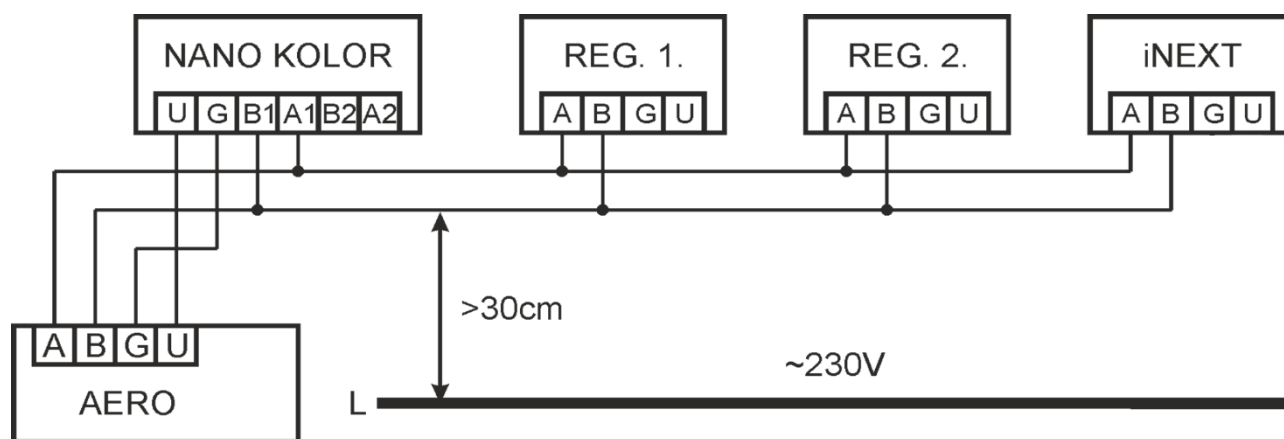 NANO KOLOR
U G B1 A1 B2 A2
REG. 1.
A B G U
REG. 2.
A B G U
iNEXT
A B G U
>30cm
~230V
A B G U
AERO
L